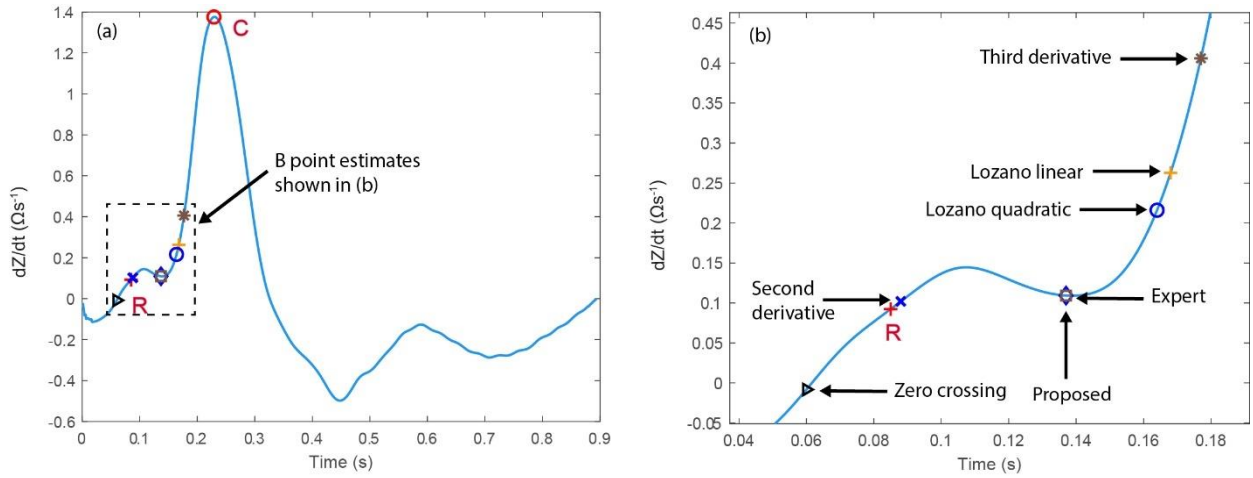 (a)
C
B point estimates
shown in (b)
R
1.4
1.2
1
0.8
0.6
0.4
0.2
0
-0.2
-0.4
-0.6
dZ/dt (Ωs⁻¹)
0 0.1 0.2 0.3 0.4 0.5 0.6 0.7 0.8 0.9
Time (s)
(b)
Third derivative
Lozano linear
Lozano quadratic
Second
derivative
R
Expert
Zero crossing
Proposed
0.45
0.4
0.35
0.3
0.25
0.2
0.15
0.1
0.05
0
-0.05
dZ/dt (Ωs⁻¹)
0.04 0.06 0.08 0.1 0.12 0.14 0.16 0.18
Time (s)